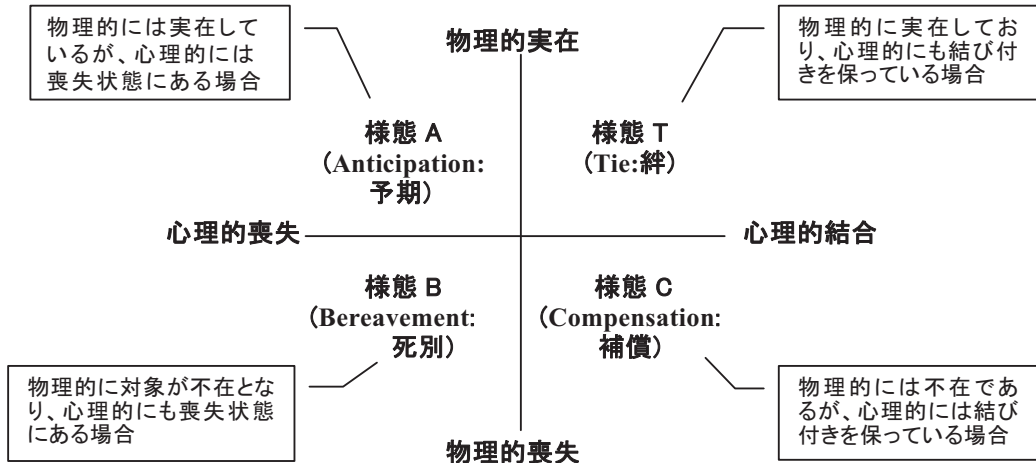 物理的には実在して
いるが、心理的には
喪失状態にある場合
物理的実在
物理的に実在してお
り、心理的にも結び付
きを保っている場合
様態 A
(Anticipation:
予期)
様態 T
(Tie:絆)
心理的喪失
心理的結合
様態 B
(Bereavement:
死別)
様態 C
(Compensation:
補償)
物理的に対象が不在とな
り、心理的にも喪失状態
にある場合
物理的喪失
物理的には不在であ
るが、心理的には結び
付きを保っている場合